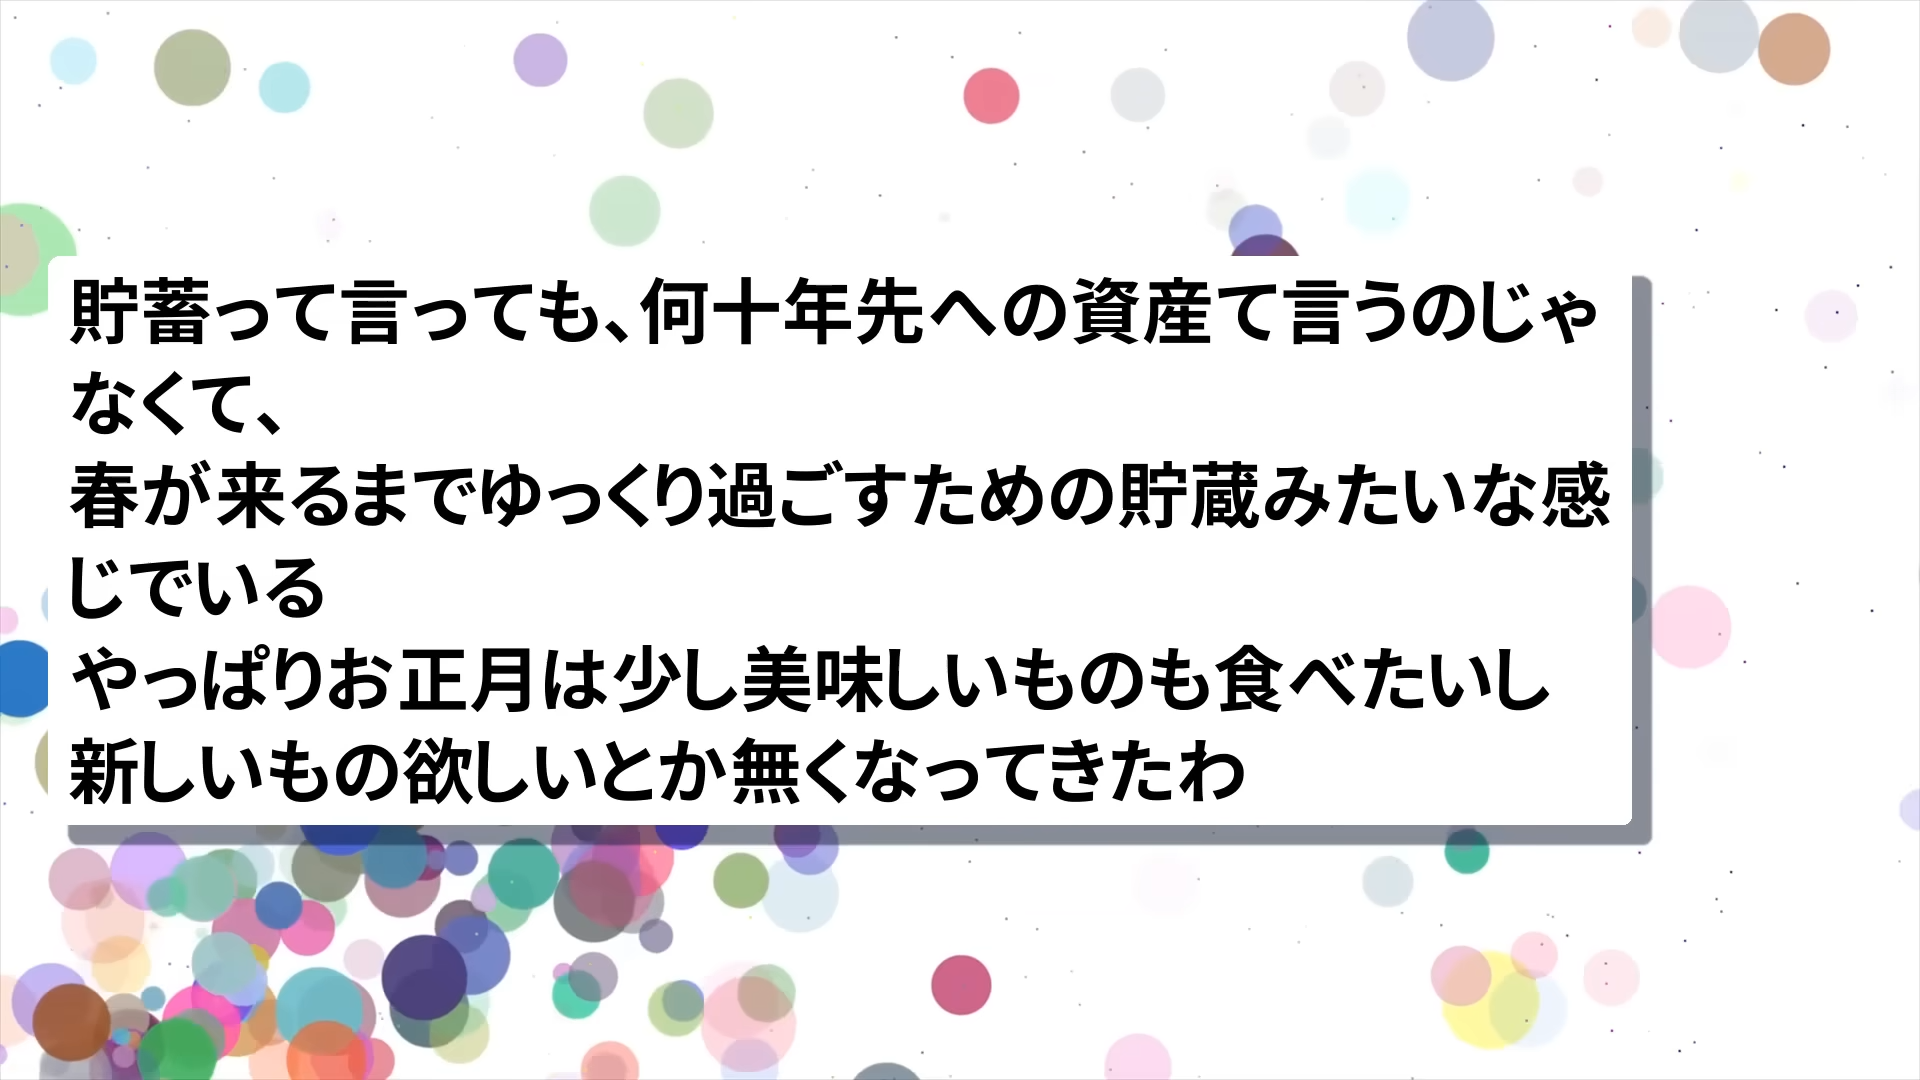 貯蓄って言っても、何十年先への資産て言うのじゃ
なくて、
春が来るまでゆっくり過ごすための貯蔵みたいな感
じでいる
やっぱりお正月は少し美味しいものも食べたいし
新しいもの欲しいとか無くなってきたわ